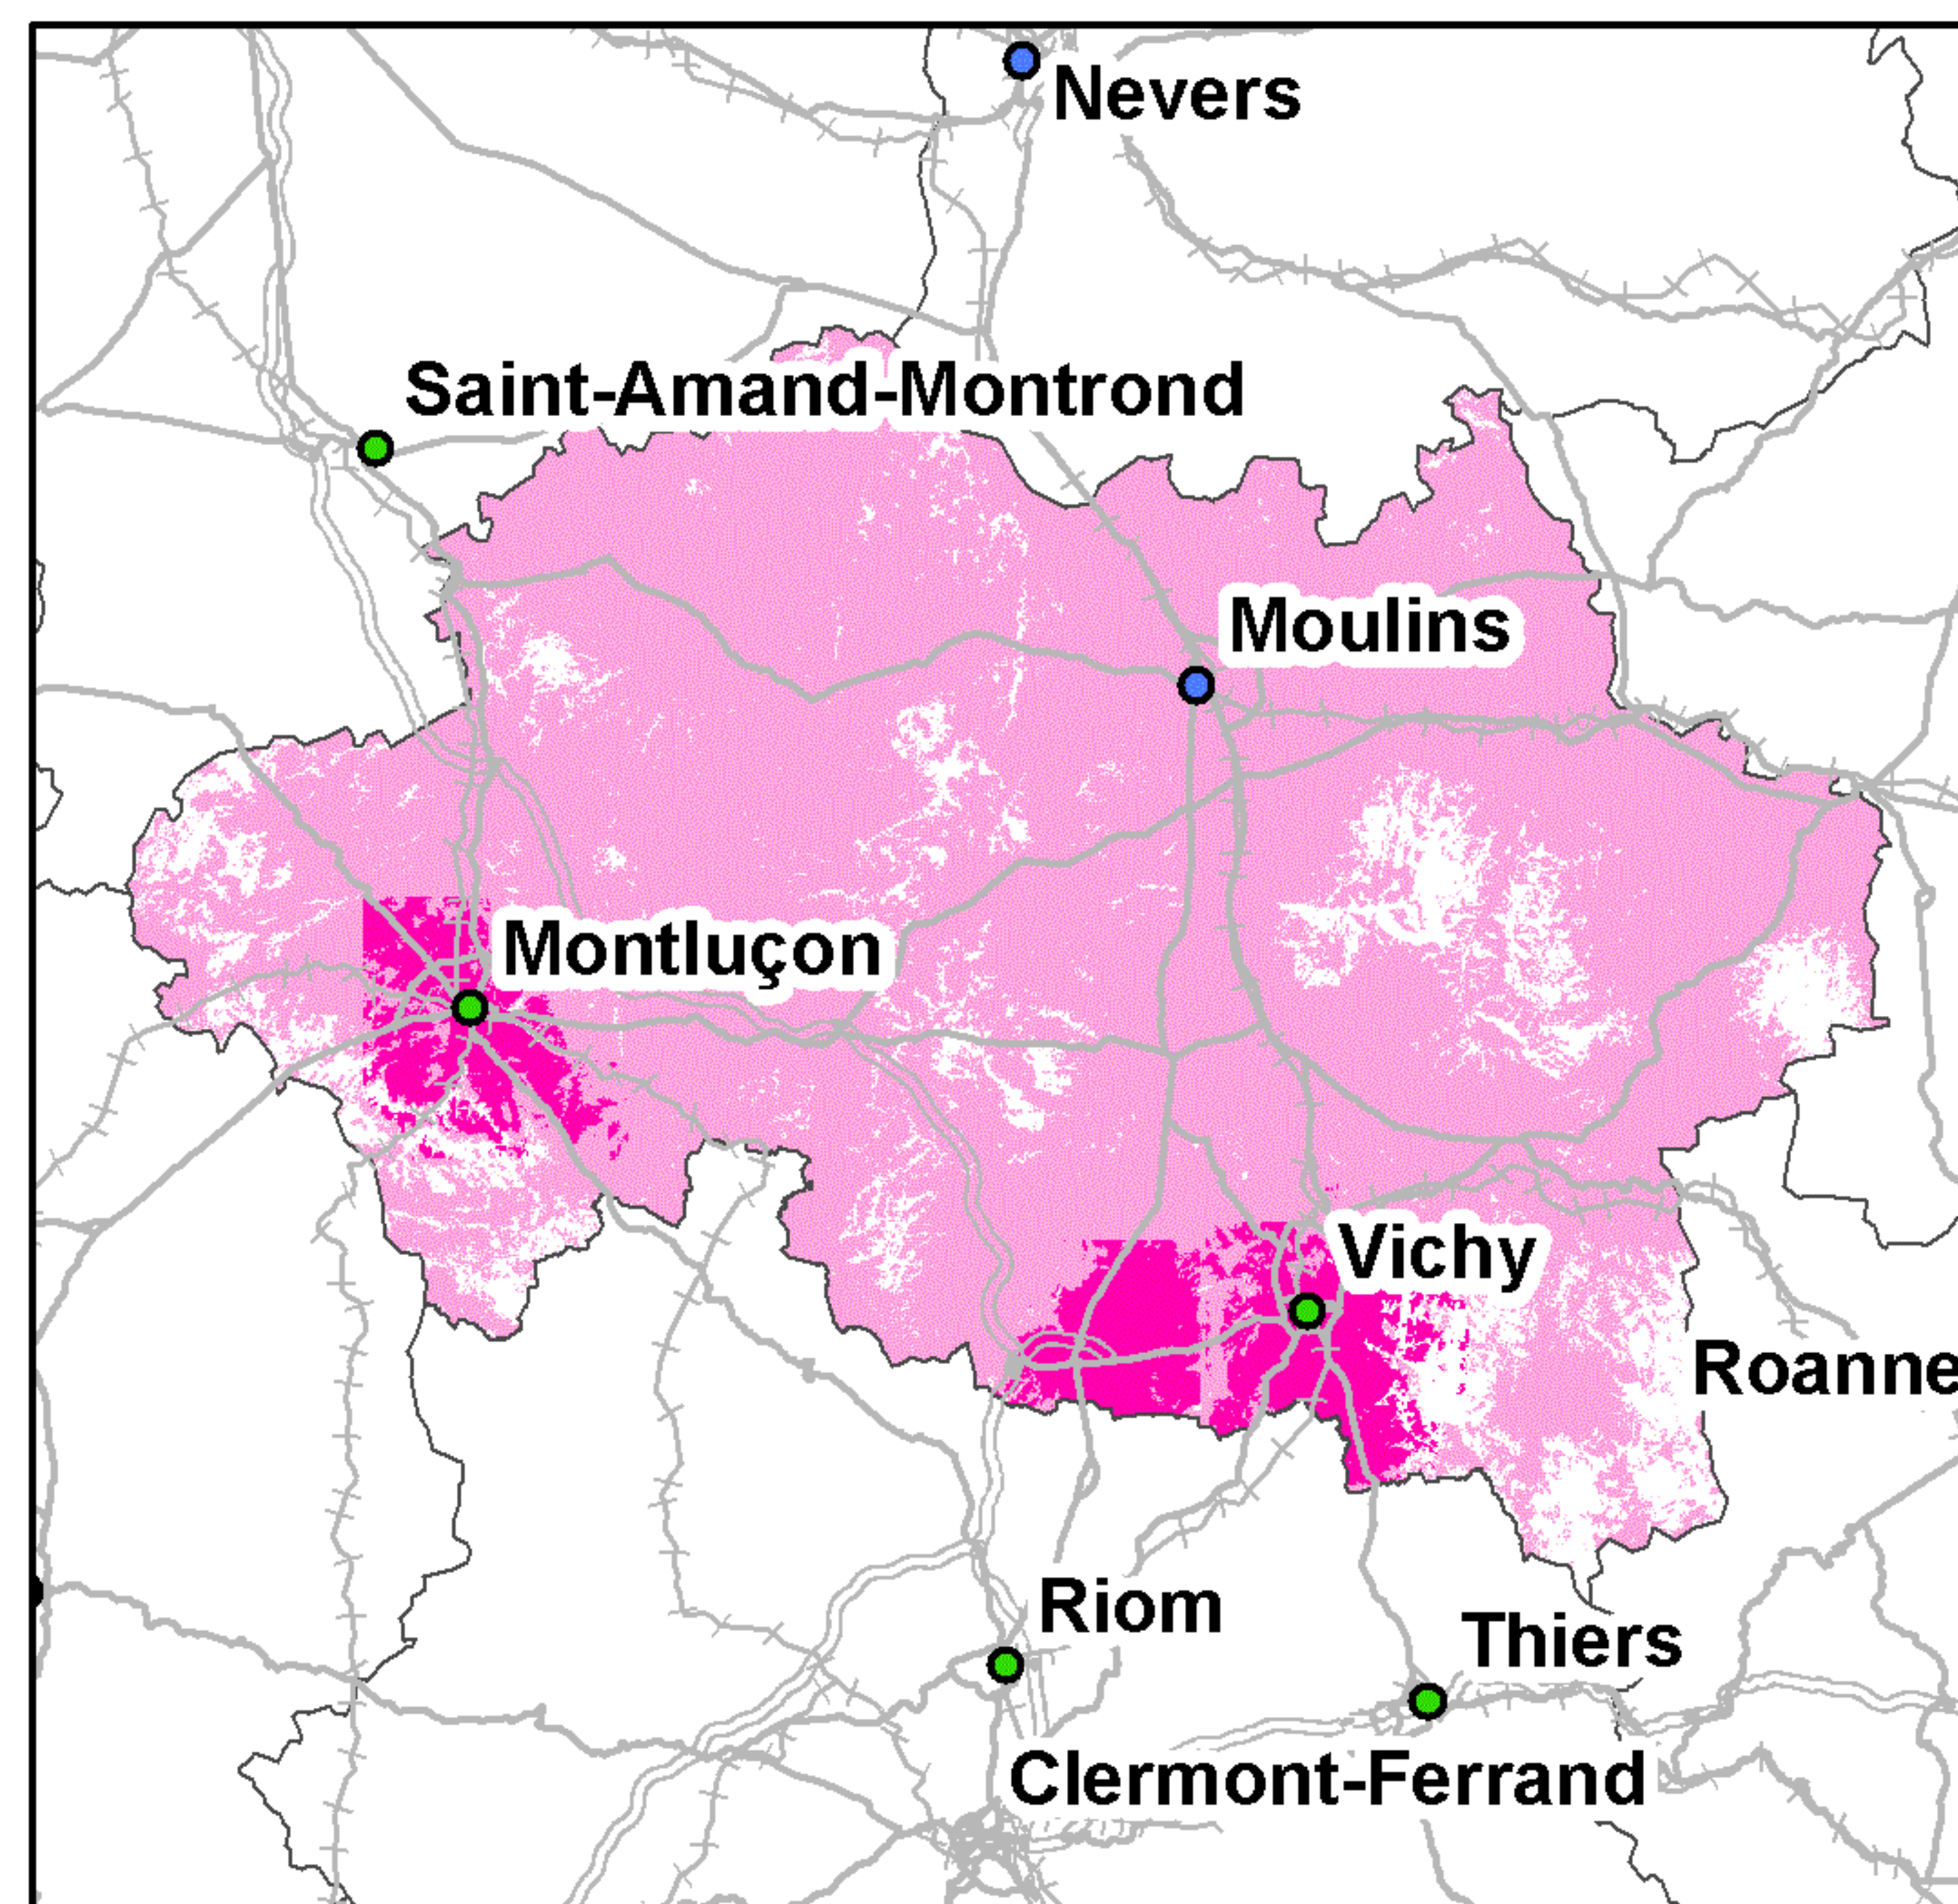 Nevers
Saint-Amand-Montrond
Moulins
Montluçon
Vichy
Roanne
Riom
Thiers
Clermont-Ferrand